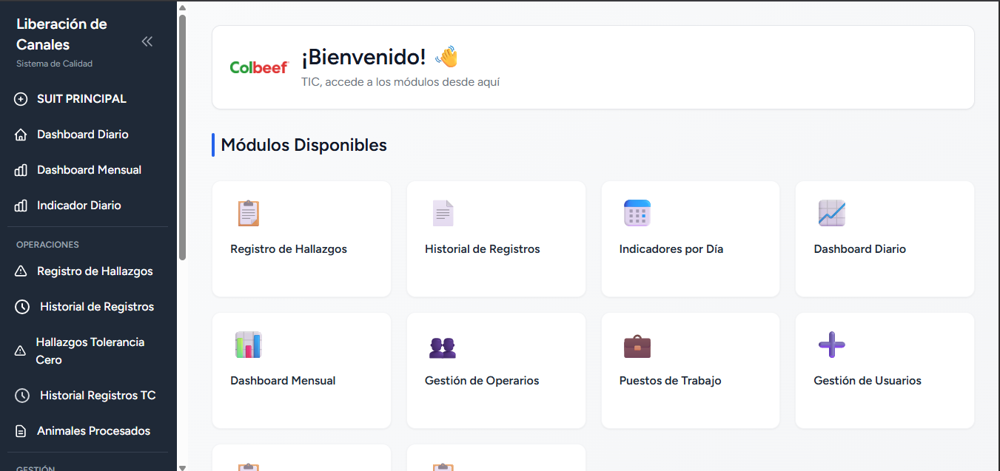 Liberación de
Canales
Sistema de Calidad
SUIT PRINCIPAL
Dashboard Diario
Dashboard Mensual
Indicador Diario
OPERACIONES
Registro de Hallazgos
Historial de Registros
Hallazgos Tolerancia
Cero
Historial Registros TC
Animales Procesados
GESTIÓN
Colbeef
¡Bienvenido! 👋
TIC, accede a los módulos desde aquí
Módulos Disponibles
Registro de Hallazgos
Historial de Registros
Indicadores por Día
Dashboard Diario
Dashboard Mensual
Gestión de Operarios
Puestos de Trabajo
Gestión de Usuarios